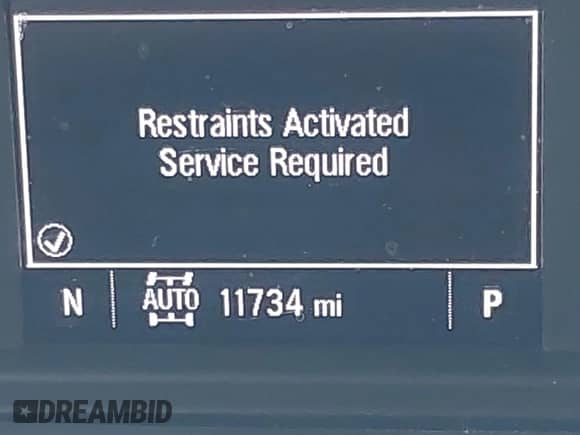 Restraints Activated
Service Required
N AUTO 11734 mi P
DREAMBID